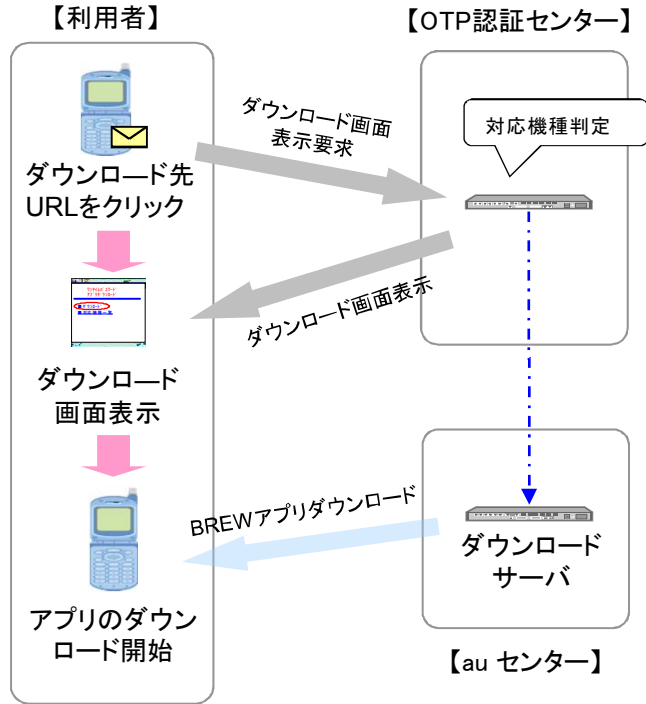 【利用者】
【OTP認証センター】
ダウンロード画面
表示要求
対応機種判定
ダウンロード先
URLをクリック
ダウンロード画面表示
ダウンロード
画面表示
BREWアプリダウンロード
ダウンロード
サーバ
アプリのダウン
ロード開始
【au センター】